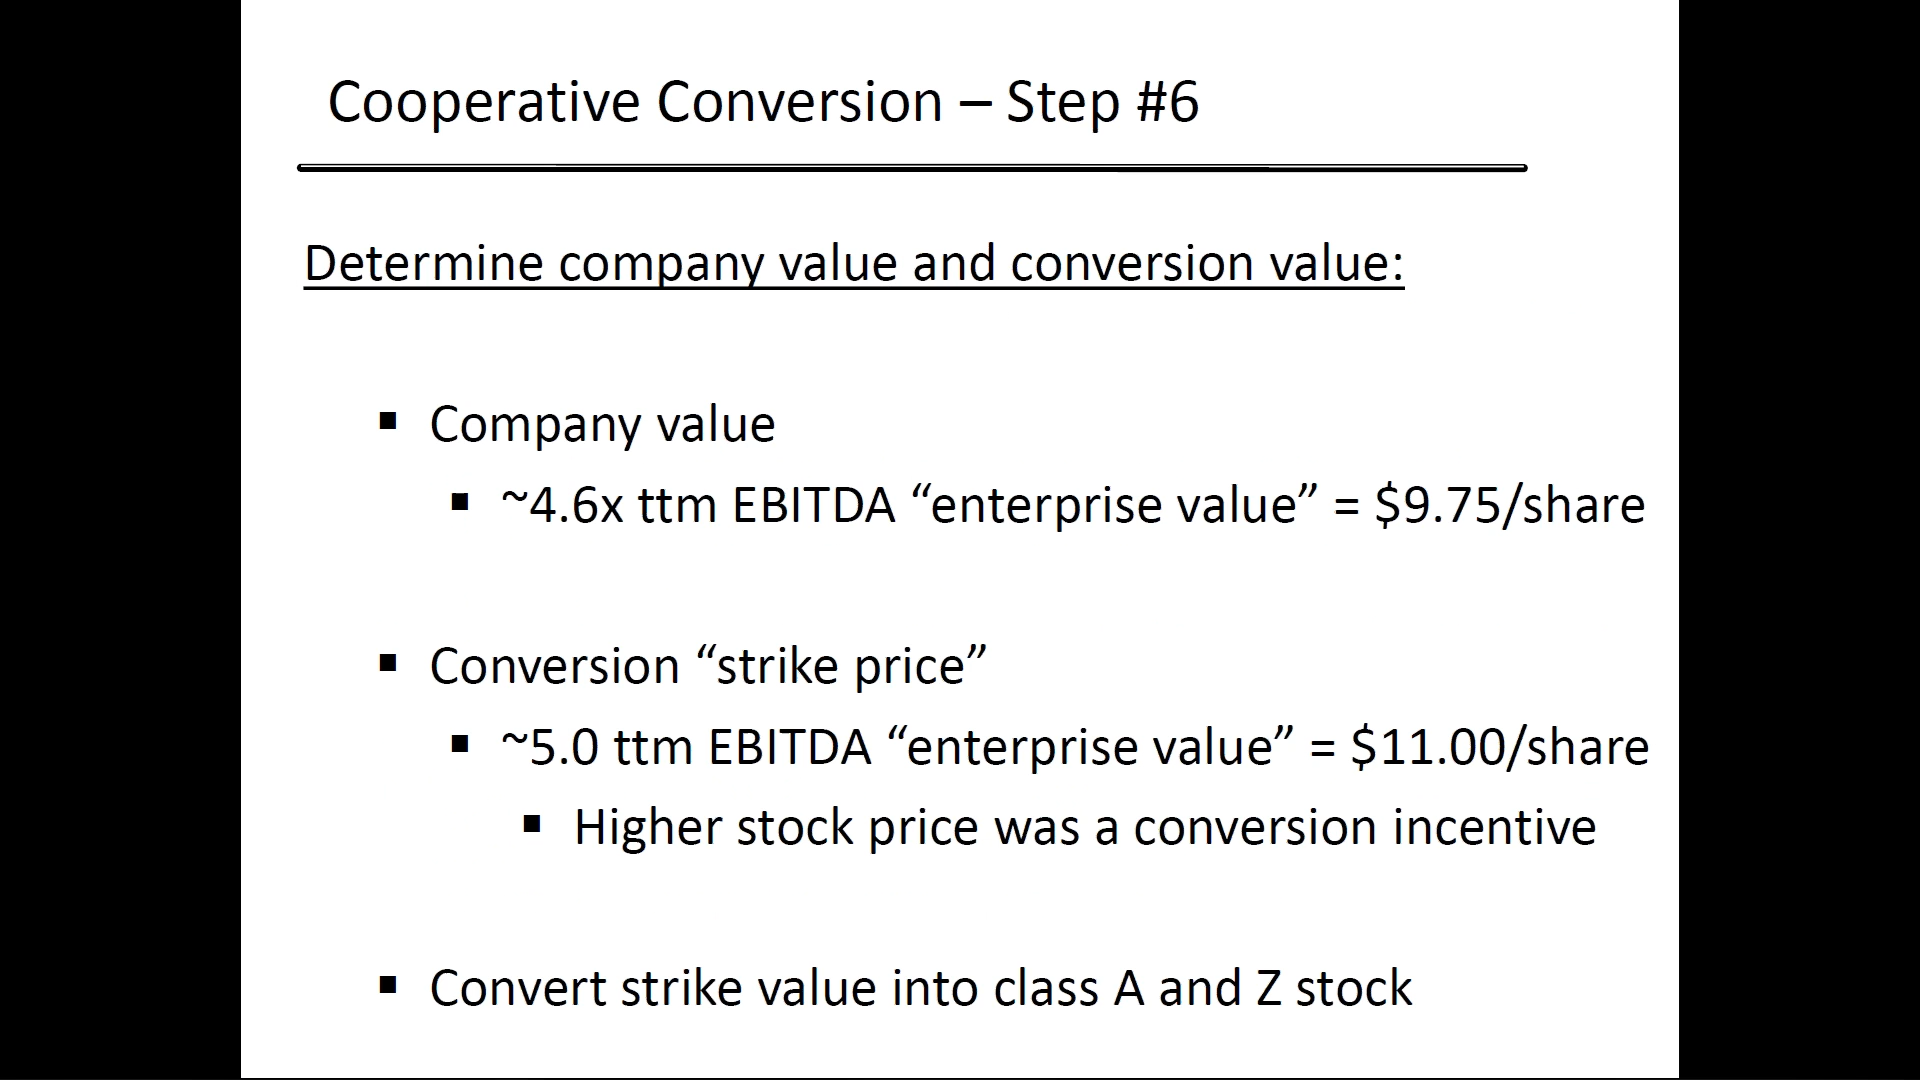 Cooperative Conversion – Step #6
Determine company value and conversion value:
▪ Company value
▪ ~4.6x ttm EBITDA “enterprise value” = $9.75/share
▪ Conversion “strike price”
▪ ~5.0 ttm EBITDA “enterprise value” = $11.00/share
▪ Higher stock price was a conversion incentive
▪ Convert strike value into class A and Z stock